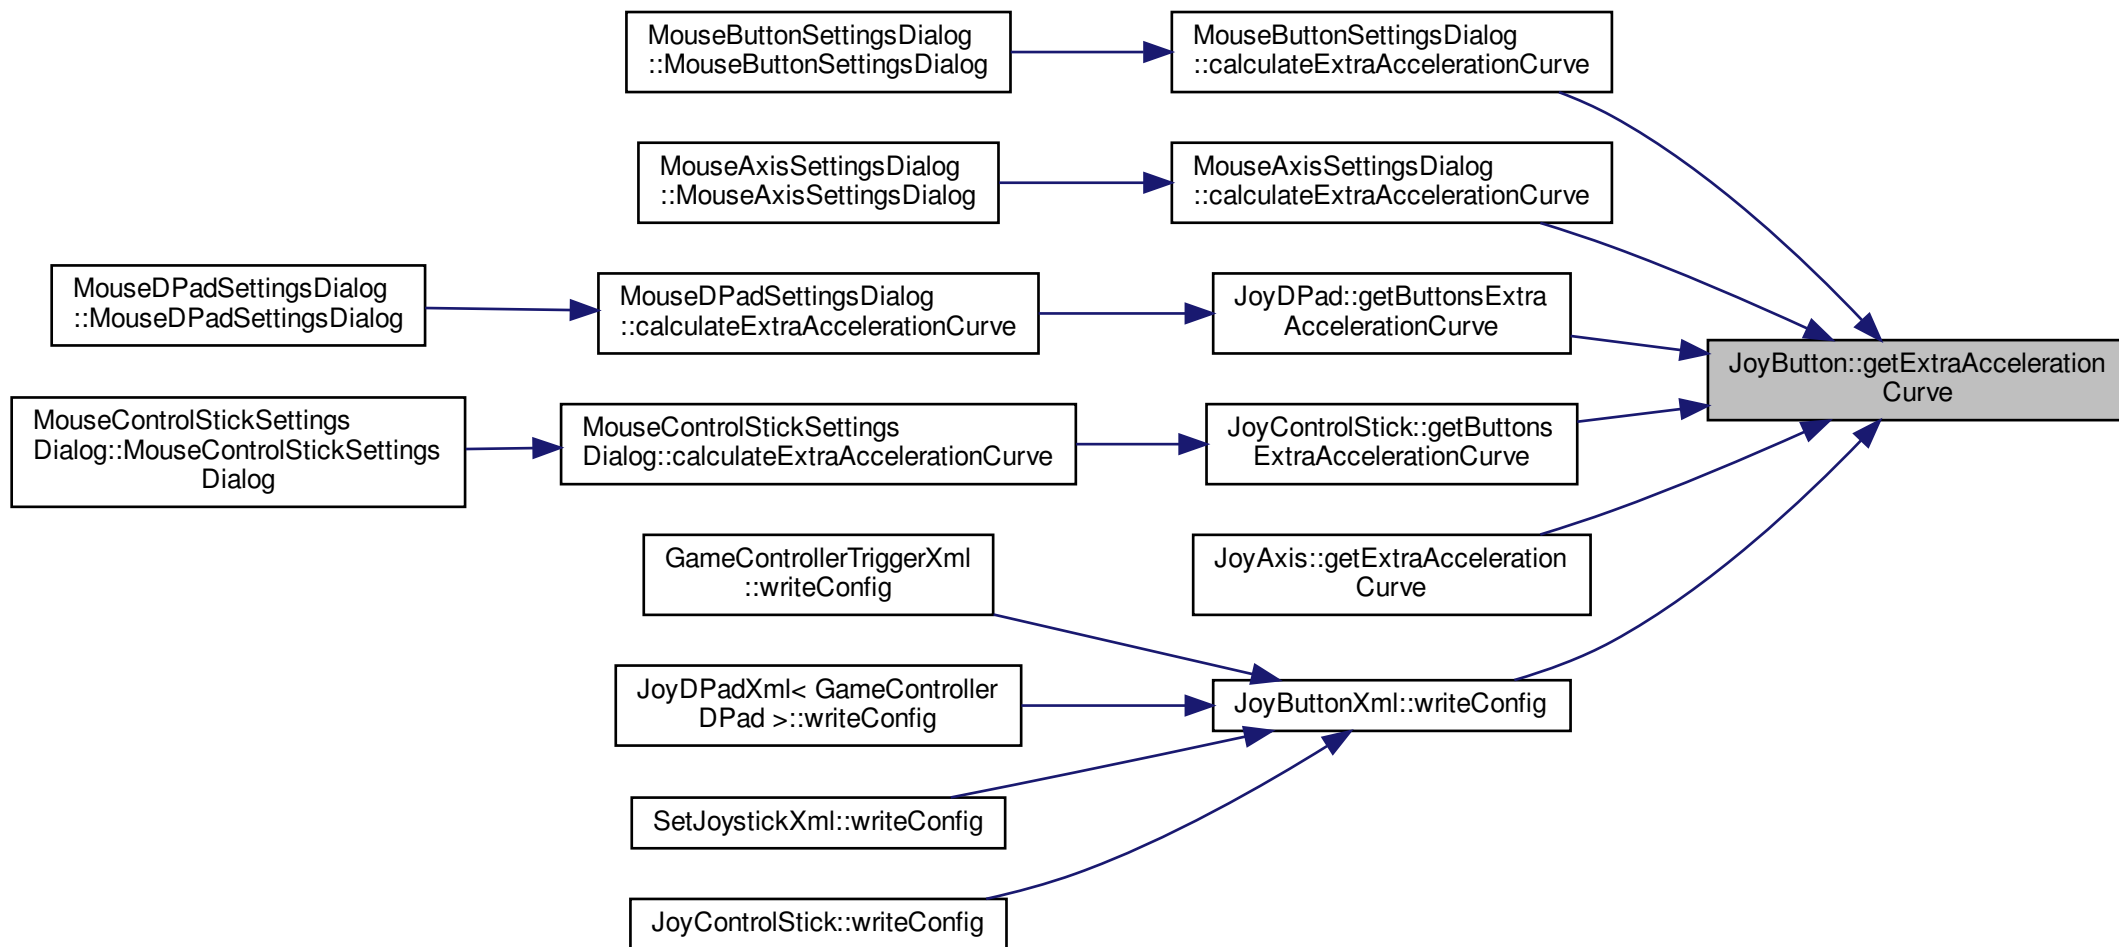 MouseButtonSettingsDialog
::MouseButtonSettingsDialog
MouseButtonSettingsDialog
::calculateExtraAccelerationCurve
MouseAxisSettingsDialog
::MouseAxisSettingsDialog
MouseAxisSettingsDialog
::calculateExtraAccelerationCurve
MouseDPadSettingsDialog
::MouseDPadSettingsDialog
MouseDPadSettingsDialog
::calculateExtraAccelerationCurve
JoyDPad::getButtonsExtra
AccelerationCurve
JoyButton::getExtraAcceleration
Curve
MouseControlStickSettings
Dialog::MouseControlStickSettings
Dialog
MouseControlStickSettings
Dialog::calculateExtraAccelerationCurve
JoyControlStick::getButtons
ExtraAccelerationCurve
GameControllerTriggerXml
::writeConfig
JoyAxis::getExtraAcceleration
Curve
JoyDPadXml< GameController
DPad >::writeConfig
JoyButtonXml::writeConfig
SetJoystickXml::writeConfig
JoyControlStick::writeConfig